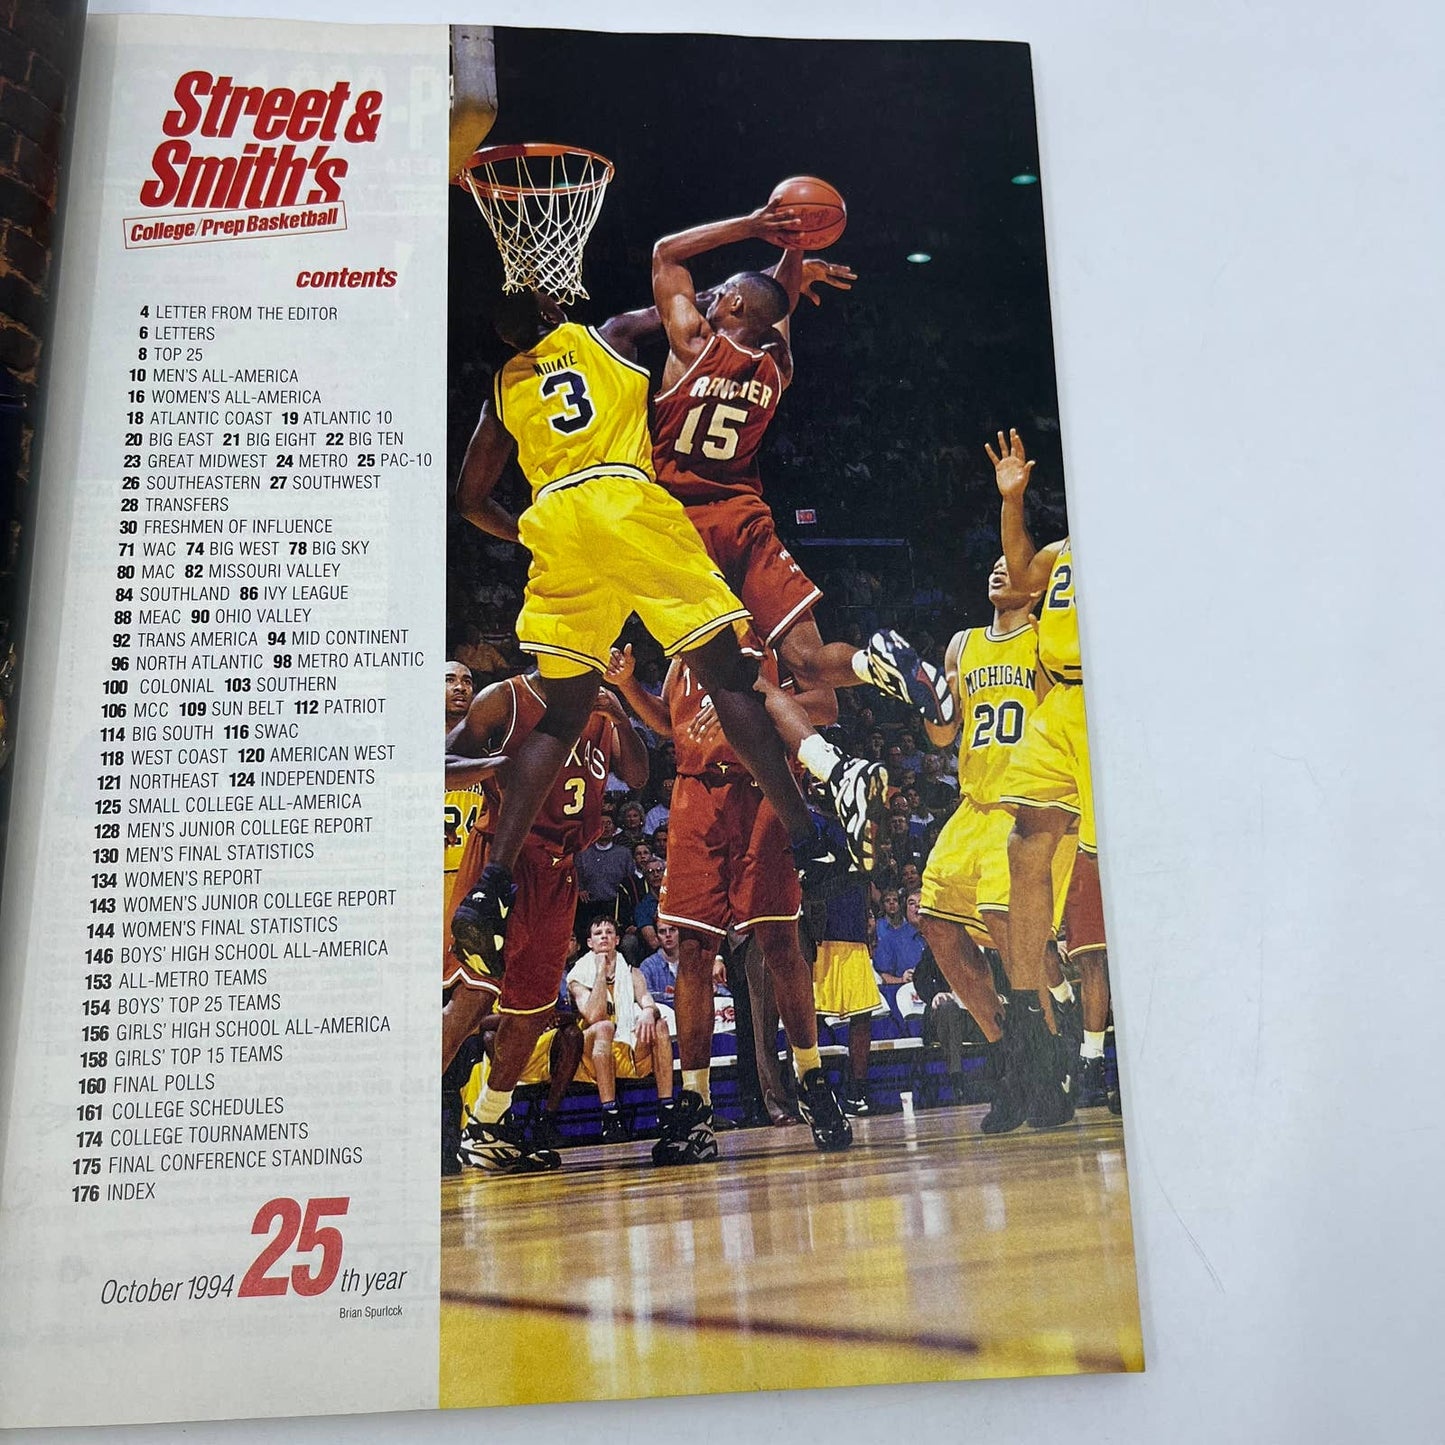 Street &
Smith's
College/Prep Basketball
contents
4 LETTER FROM THE EDITOR
6 LETTERS
8 TOP 25
10 MEN'S ALL-AMERICA
16 WOMEN'S ALL-AMERICA
18 ATLANTIC COAST 19 ATLANTIC 10
20 BIG EAST 21 BIG EIGHT 22 BIG TEN
23 GREAT MIDWEST 24 METRO 25 PAC-10
26 SOUTHEASTERN 27 SOUTHWEST
28 TRANSFERS
30 FRESHMEN OF INFLUENCE
71 WAC 74 BIG WEST 78 BIG SKY
80 MAC 82 MISSOURI VALLEY
84 SOUTHLAND 86 IVY LEAGUE
88 MEAC 90 OHIO VALLEY
92 TRANS AMERICA 94 MID CONTINENT
96 NORTH ATLANTIC 98 METRO ATLANTIC
100 COLONIAL 103 SOUTHERN
106 MCC 109 SUN BELT 112 PATRIOT
114 BIG SOUTH 116 SWAC
118 WEST COAST 120 AMERICAN WEST
121 NORTHEAST 124 INDEPENDENTS
125 SMALL COLLEGE ALL-AMERICA
128 MEN'S JUNIOR COLLEGE REPORT
130 MEN'S FINAL STATISTICS
134 WOMEN'S REPORT
143 WOMEN'S JUNIOR COLLEGE REPORT
144 WOMEN'S FINAL STATISTICS
146 BOYS' HIGH SCHOOL ALL-AMERICA
153 ALL-METRO TEAMS
154 BOYS' TOP 25 TEAMS
156 GIRLS' HIGH SCHOOL ALL-AMERICA
158 GIRLS' TOP 15 TEAMS
160 FINAL POLLS
161 COLLEGE SCHEDULES
174 COLLEGE TOURNAMENTS
175 FINAL CONFERENCE STANDINGS
176 INDEX
October 1994 25th year
Brian Spurlock
NDIAYE
3
15
MICHIGAN
20
3
24
2